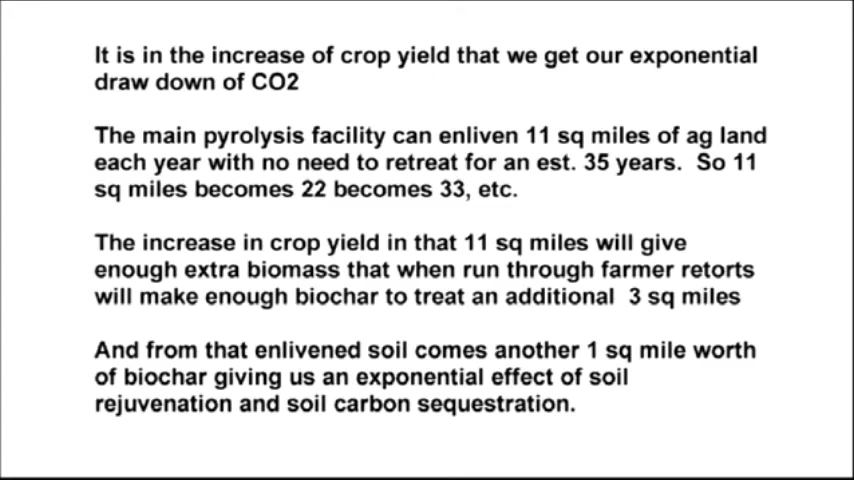 It is in the increase of crop yield that we get our exponential
draw down of CO2
The main pyrolysis facility can enliven 11 sq miles of ag land
each year with no need to retreat for an est. 35 years. So 11
sq miles becomes 22 becomes 33, etc.
The increase in crop yield in that 11 sq miles will give
enough extra biomass that when run through farmer retorts
will make enough biochar to treat an additional 3 sq miles
And from that enlivened soil comes another 1 sq mile worth
of biochar giving us an exponential effect of soil
rejuvenation and soil carbon sequestration.